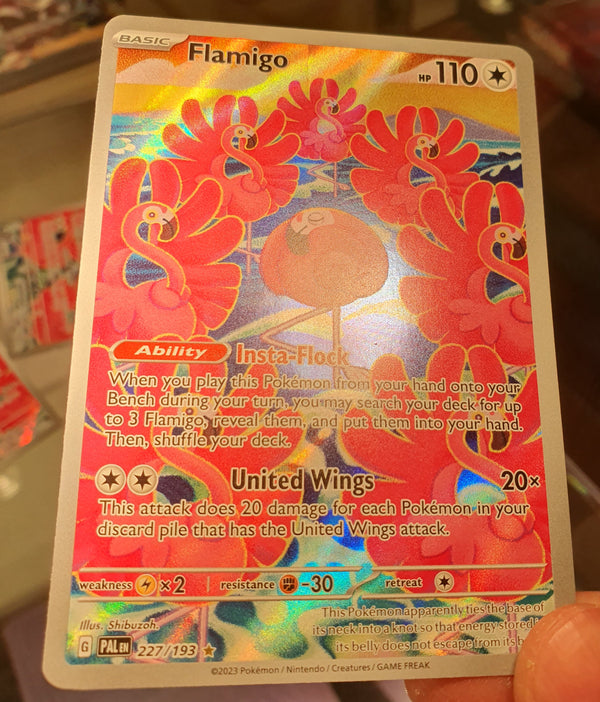 BASIC Flamigo HP 110
Ability Insta-Flock
When you play this Pokémon from your hand onto your
Bench during your turn, you may search your deck for up
to 3 Flamigo, reveal them, and put them into your hand.
Then, shuffle your deck.
United Wings 20×
This attack does 20 damage for each Pokémon in your
discard pile that has the United Wings attack.
weakness ×2 resistance -30 retreat
This Pokémon apparently ties the base of
its neck into a knot so that energy stored
its belly does not escape from its
Illus. Shibuzoh.
G PAL EN 227/193
©2023 Pokémon / Nintendo / Creatures / GAME FREAK